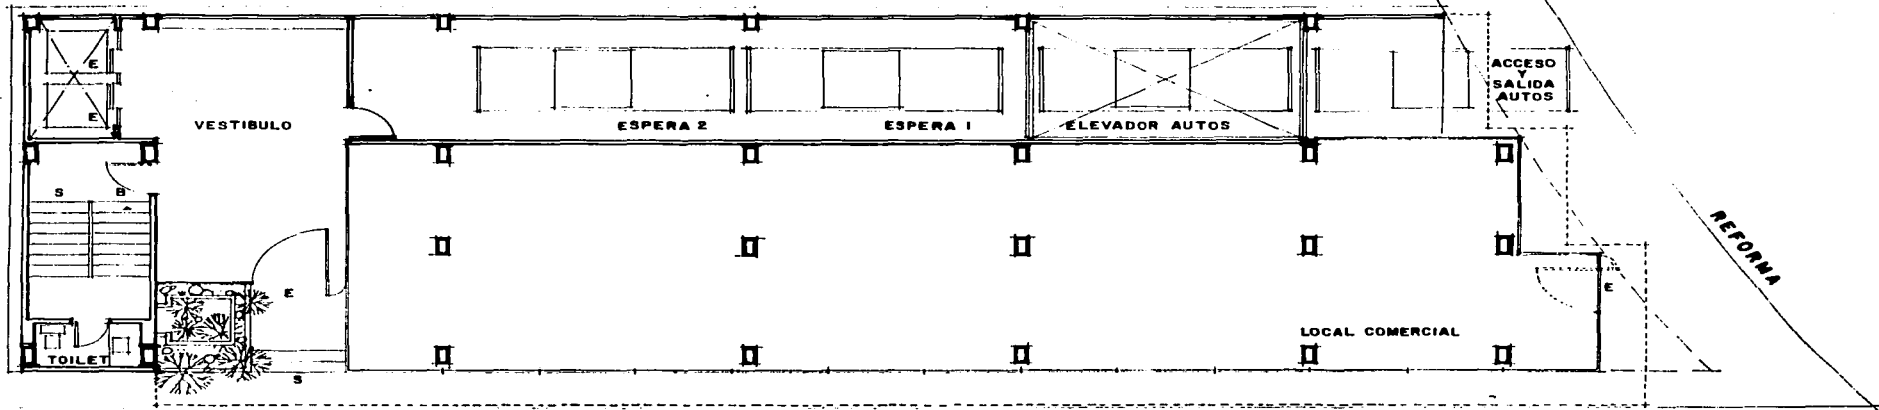 E
E
VESTIBULO
ESPERA 2
ESPERA 1
ELEVADOR AUTOS
ACCESO
Y
SALIDA
AUTOS
S B
REFORMA
E
E
LOCAL COMERCIAL
TOILET
S